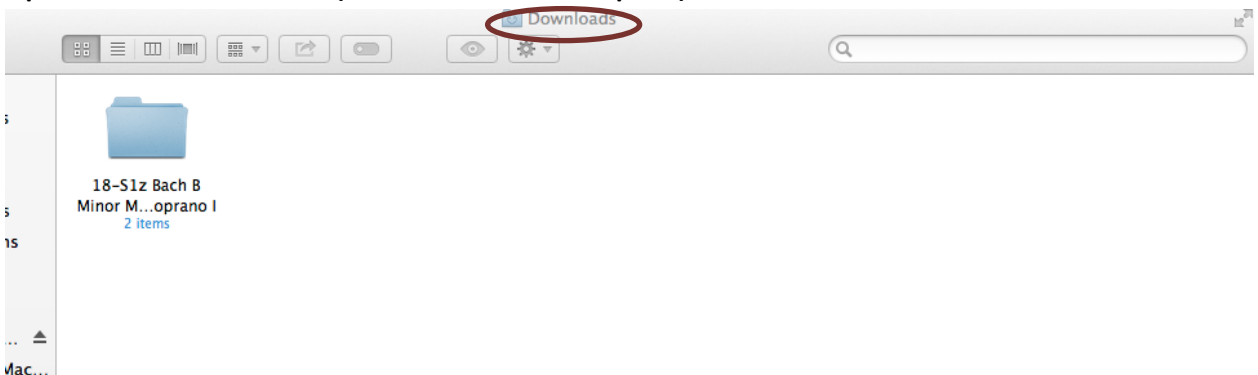 Downloads
18-S1z Bach B
Minor M...oprano I
2 items
Mac...